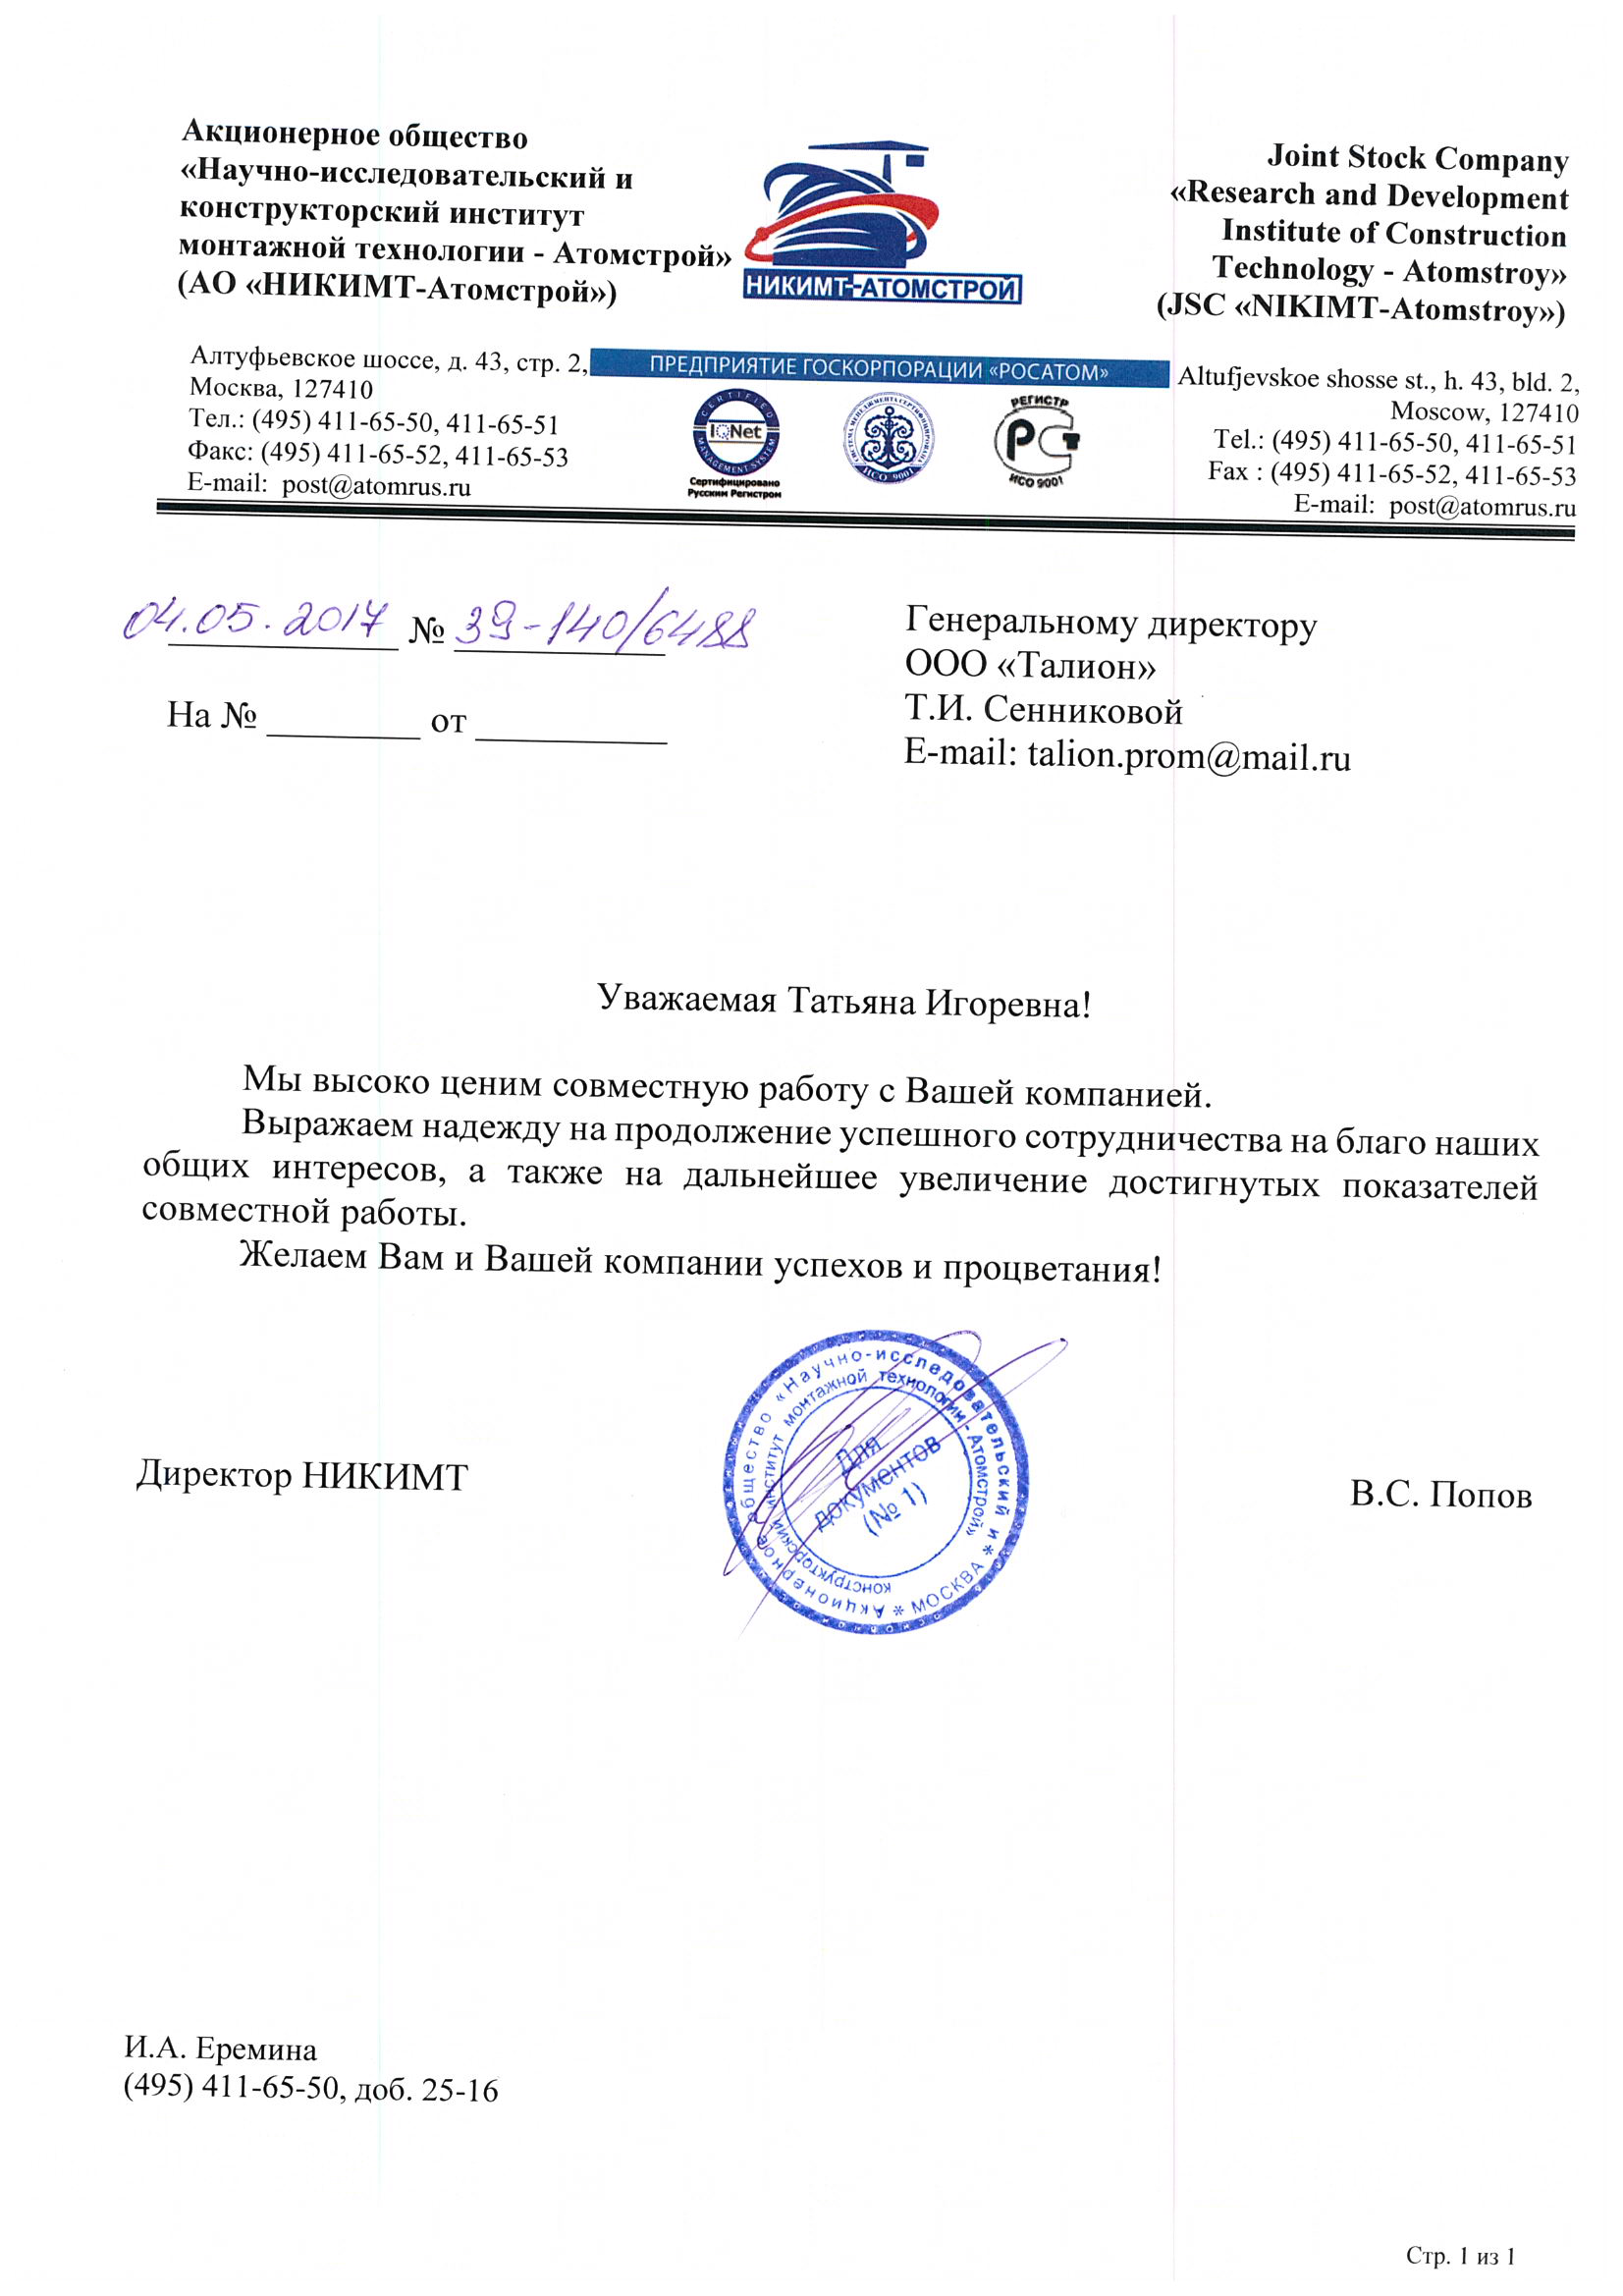 Акционерное общество
«Научно-исследовательский и
конструкторский институт
монтажной технологии - Атомстрой»
(АО «НИКИМТ-Атомстрой»)
НИКИМТ-АТОМСТРОЙ
Joint Stock Company
«Research and Development
Institute of Construction
Technology - Atomstroy»
(JSC «NIKIMT-Atomstroy»)
Алтуфьевское шоссе, д. 43, стр. 2,
Москва, 127410
Тел.: (495) 411-65-50, 411-65-51
Факс: (495) 411-65-52, 411-65-53
E-mail: post@atomrus.ru
ПРЕДПРИЯТИЕ ГОСКОРПОРАЦИИ «РОСАТОМ»
CERTIFIED
IQNet
MANAGEMENT SYSTEM
Сертифицировано
Русским Регистром
СИСТЕМА МЕНЕДЖМЕНТА СЕРТИФИЦИРОВАНА
ИСО 9001
РЕГИСТР
РСТ
ИСО 9001
Altufjevskoe shosse st., h. 43, bld. 2,
Moscow, 127410
Tel.: (495) 411-65-50, 411-65-51
Fax : (495) 411-65-52, 411-65-53
E-mail: post@atomrus.ru
04.05.2017 № 39-140/6488
На № ________ от __________
Генеральному директору
ООО «Талион»
Т.И. Сенниковой
E-mail: talion.prom@mail.ru
Уважаемая Татьяна Игоревна!
Мы высоко ценим совместную работу с Вашей компанией.
Выражаем надежду на продолжение успешного сотрудничества на благо наших
общих интересов, а также на дальнейшее увеличение достигнутых показателей
совместной работы.
Желаем Вам и Вашей компании успехов и процветания!
Директор НИКИМТ
Акционерное общество «Научно-исследовательский и
конструкторский институт монтажной технологии - Атомстрой»
* МОСКВА *
Для
документов
(№ 1)
В.С. Попов
И.А. Еремина
(495) 411-65-50, доб. 25-16
Стр. 1 из 1